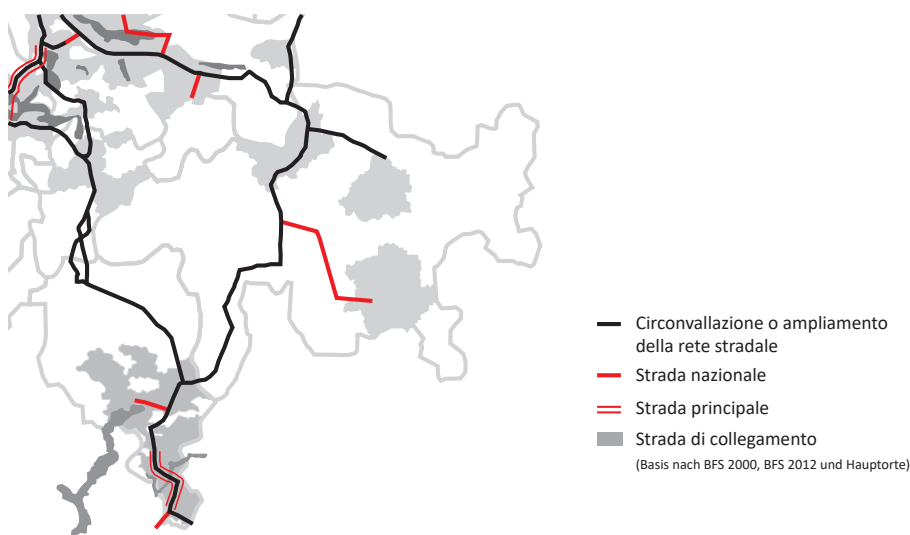 Circonvallazione o ampliamento
della rete stradale
Strada nazionale
Strada principale
Strada di collegamento
(Basis nach BFS 2000, BFS 2012 und Hauptorte)